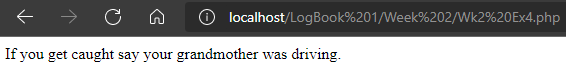 localhost/LogBook%201/Week%202/Wk2%20Ex4.php
If you get caught say your grandmother was driving.